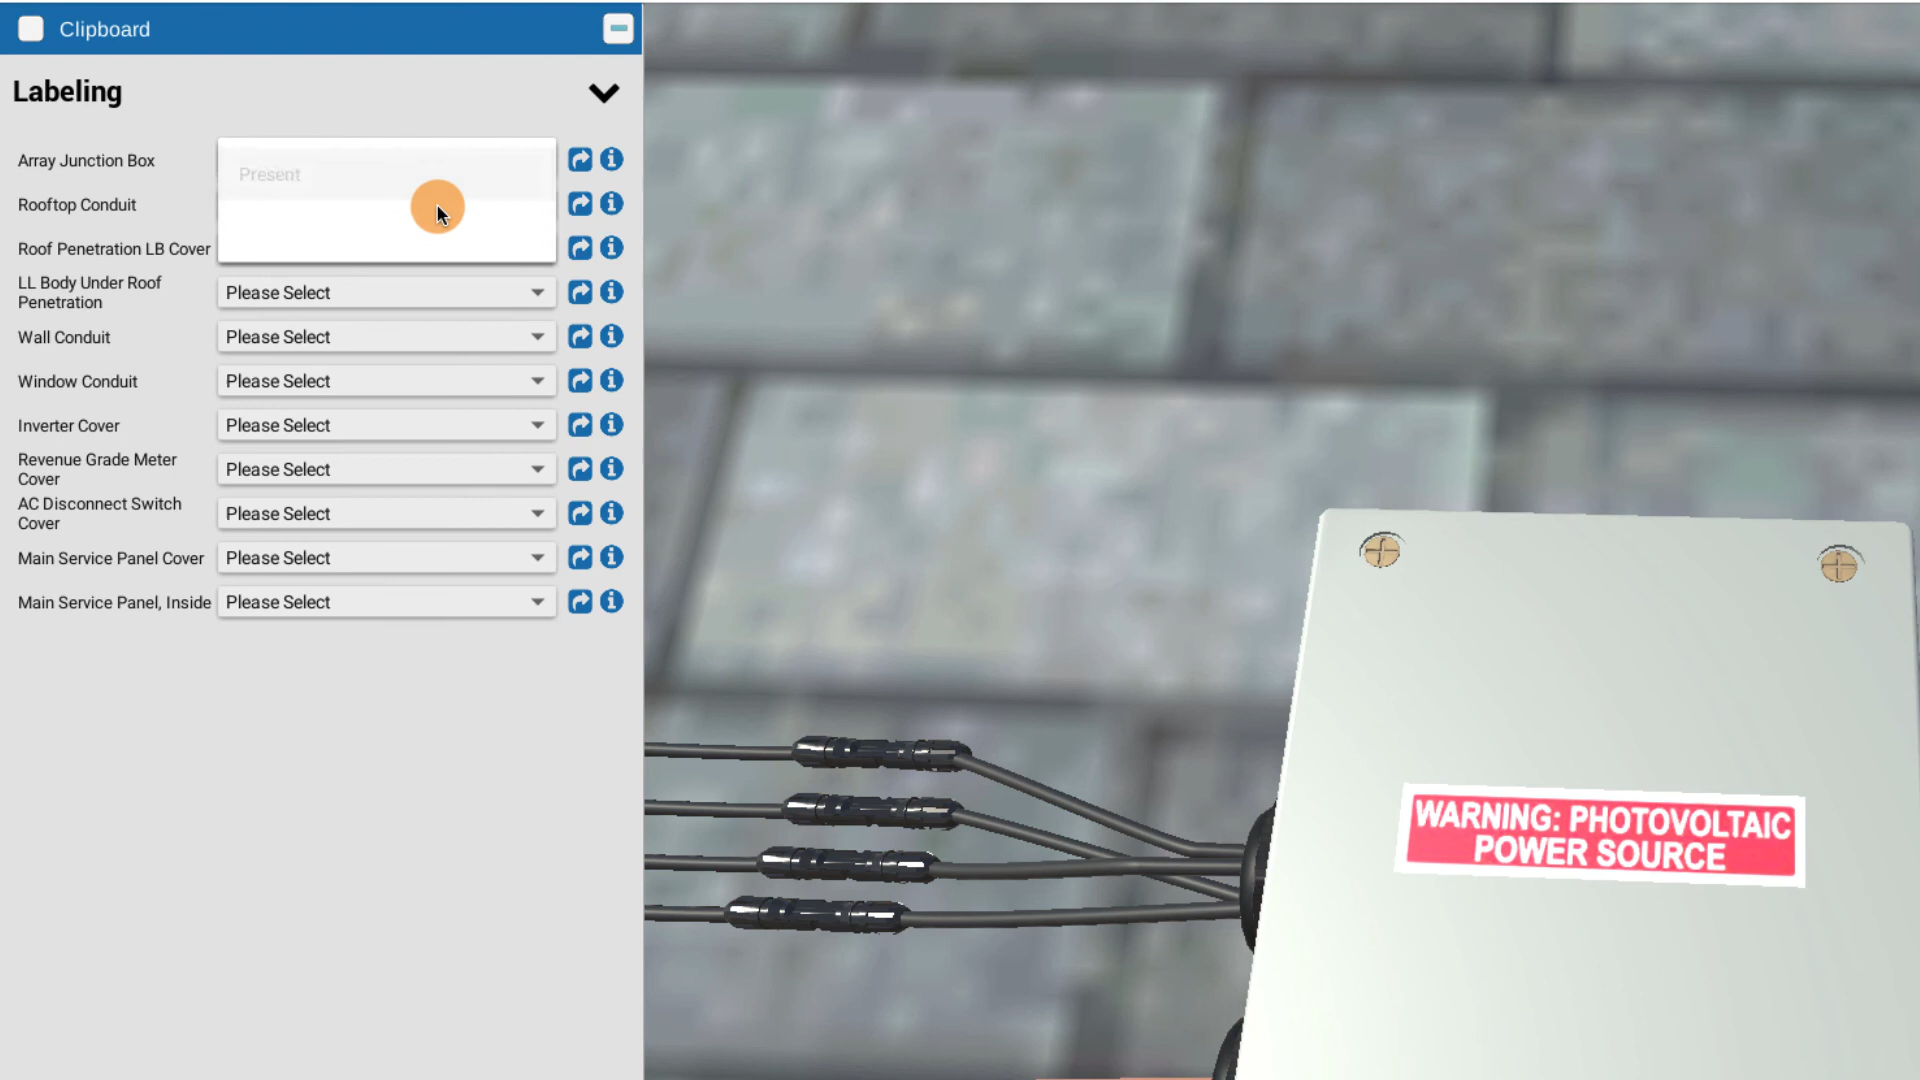 Clipboard
Labeling
Array Junction Box
Present
Rooftop Conduit
Roof Penetration LB Cover
LL Body Under Roof
Penetration
Please Select
Wall Conduit
Please Select
Window Conduit
Please Select
Inverter Cover
Please Select
Revenue Grade Meter
Cover
Please Select
AC Disconnect Switch
Cover
Please Select
Main Service Panel Cover
Please Select
Main Service Panel, Inside
Please Select
WARNING: PHOTOVOLTAIC
POWER SOURCE